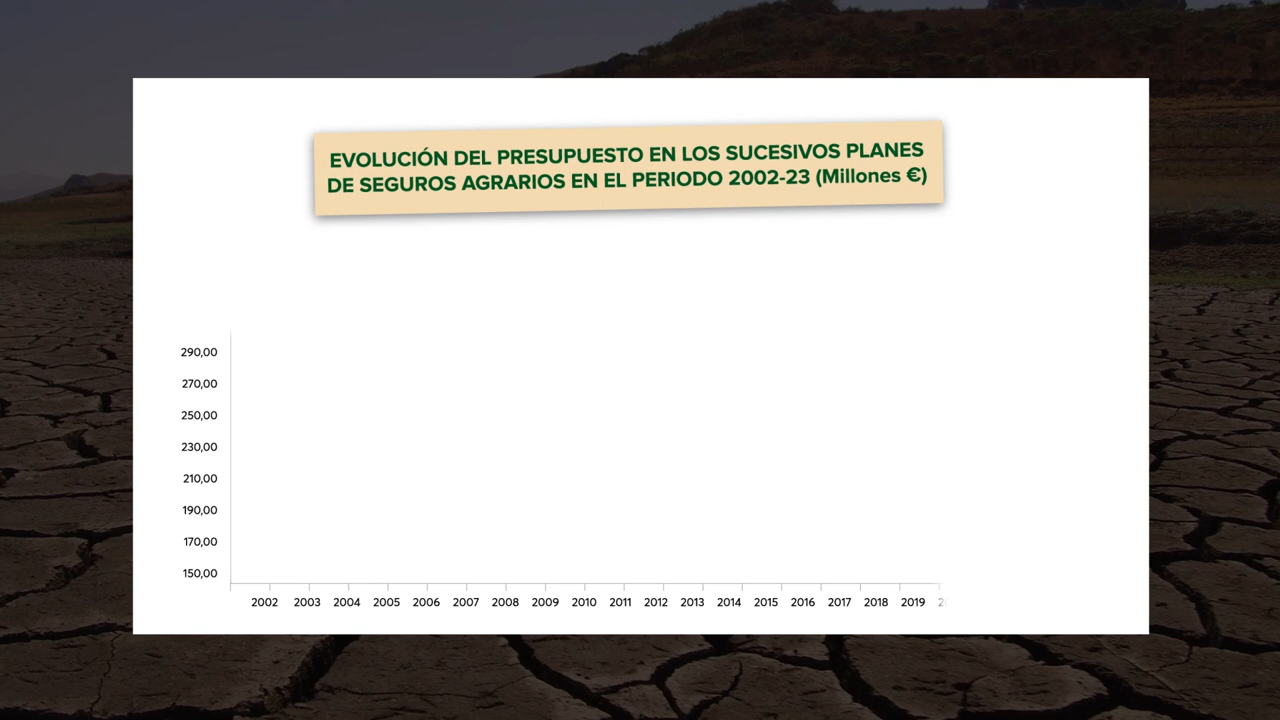 EVOLUCIÓN DEL PRESUPUESTO EN LOS SUCESIVOS PLANES
DE SEGUROS AGRARIOS EN EL PERIODO 2002-23 (Millones €)
290,00
270,00
250,00
230,00
210,00
190,00
170,00
150,00
2002 2003 2004 2005 2006 2007 2008 2009 2010 2011 2012 2013 2014 2015 2016 2017 2018 2019